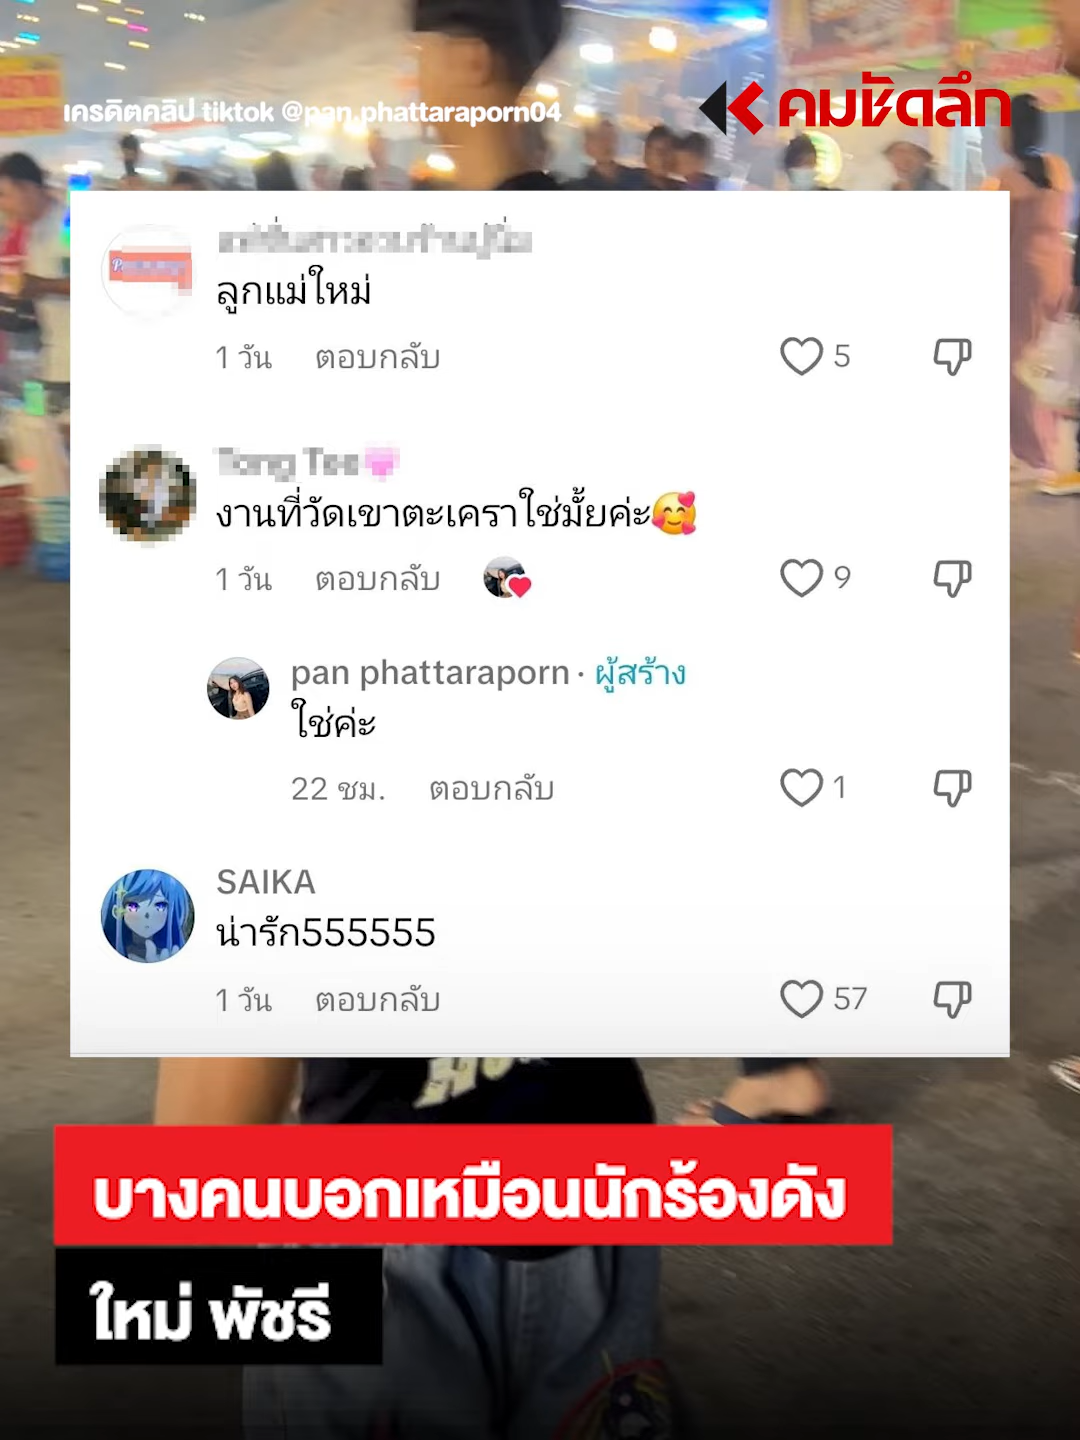 เครดิตคลิป tiktok @pan.phattaraporn04
คมชัดลึก
ลูกแม่ใหม่
1 วัน ตอบกลับ 5
Tong Tee
งานที่วัดเขาตะเคราใช่มั้ยค่ะ🥰
1 วัน ตอบกลับ 9
pan phattaraporn · ผู้สร้าง
ใช่ค่ะ
22 ชม. ตอบกลับ 1
SAIKA
น่ารัก555555
1 วัน ตอบกลับ 57
บางคนบอกเหมือนนักร้องดัง
ใหม่ พัชรี